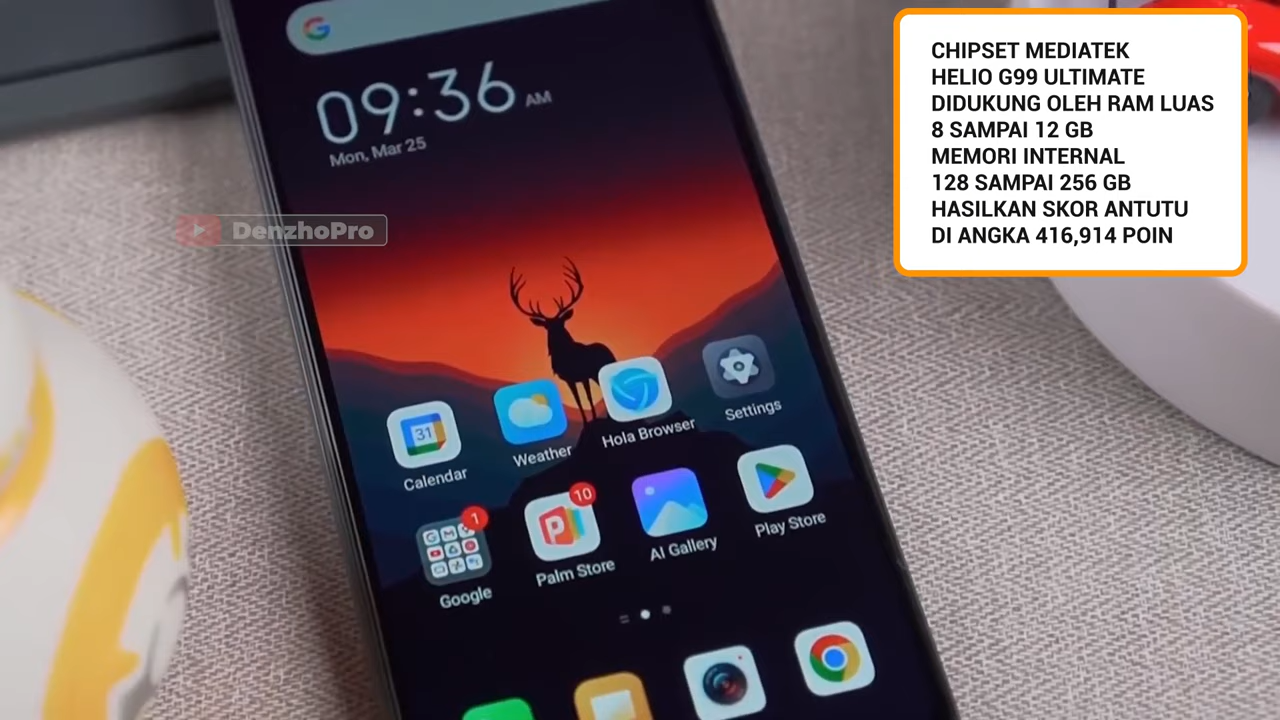 CHIPSET MEDIATEK
HELIO G99 ULTIMATE
DIDUKUNG OLEH RAM LUAS
8 SAMPAI 12 GB
MEMORI INTERNAL
128 SAMPAI 256 GB
HASILKAN SKOR ANTUTU
DI ANGKA 416,914 POIN
09:36 AM
Mon, Mar 25
DenzhoPro
31
Calendar
Weather
Hola Browser
Settings
1
Google
10
Palm Store
AI Gallery
Play Store